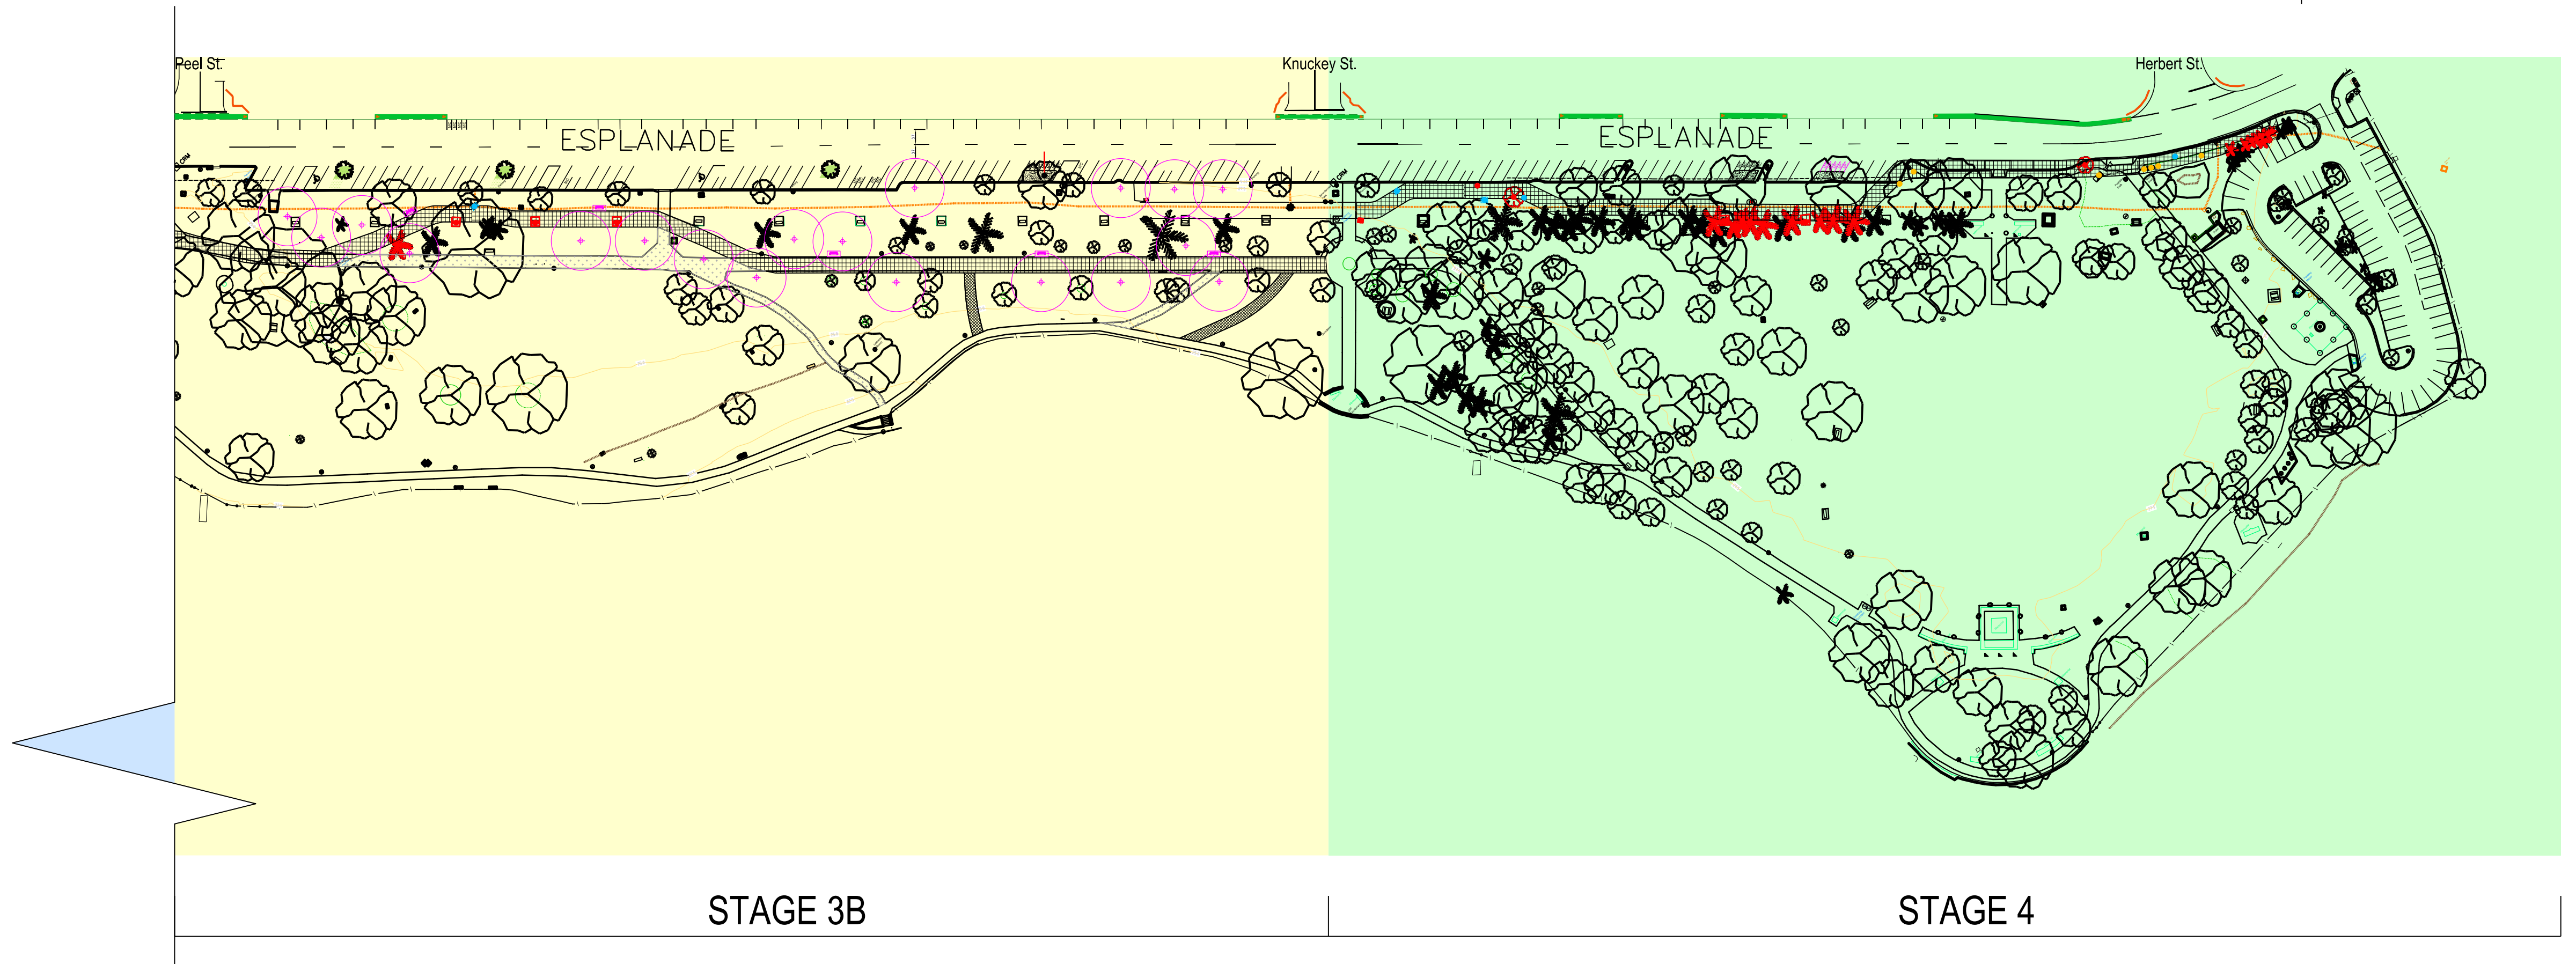 Peel St.
Knuckey St.
Herbert St.
ESPLANADE
ESPLANADE
STAGE 3B
STAGE 4